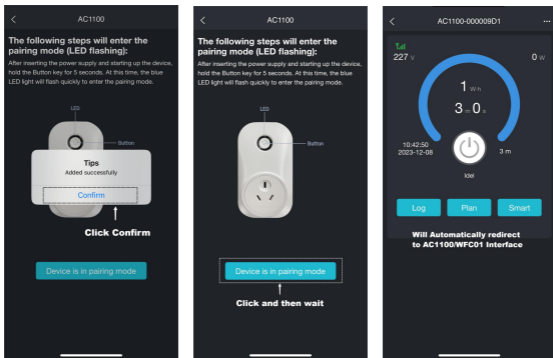 AC1100
The following steps will enter the
pairing mode (LED flashing):
After inserting the power supply and starting up the device,
hold the Button key for 5 seconds. At this time, the blue
LED light will flash quickly to enter the pairing mode.
LED
Button
Tips
Added successfully
Confirm
Click Confirm
Device is in pairing mode
AC1100
The following steps will enter the
pairing mode (LED flashing):
After inserting the power supply and starting up the device,
hold the Button key for 5 seconds. At this time, the blue
LED light will flash quickly to enter the pairing mode.
LED
Button
Device is in pairing mode
Click and then wait
AC1100-000009D1
227 V
0 W
1 W·h
3 m 0 s
10:42:50
2023-12-08
3 m
Idel
Log
Plan
Smart
Will Automatically redirect
to AC1100/WFC01 Interface